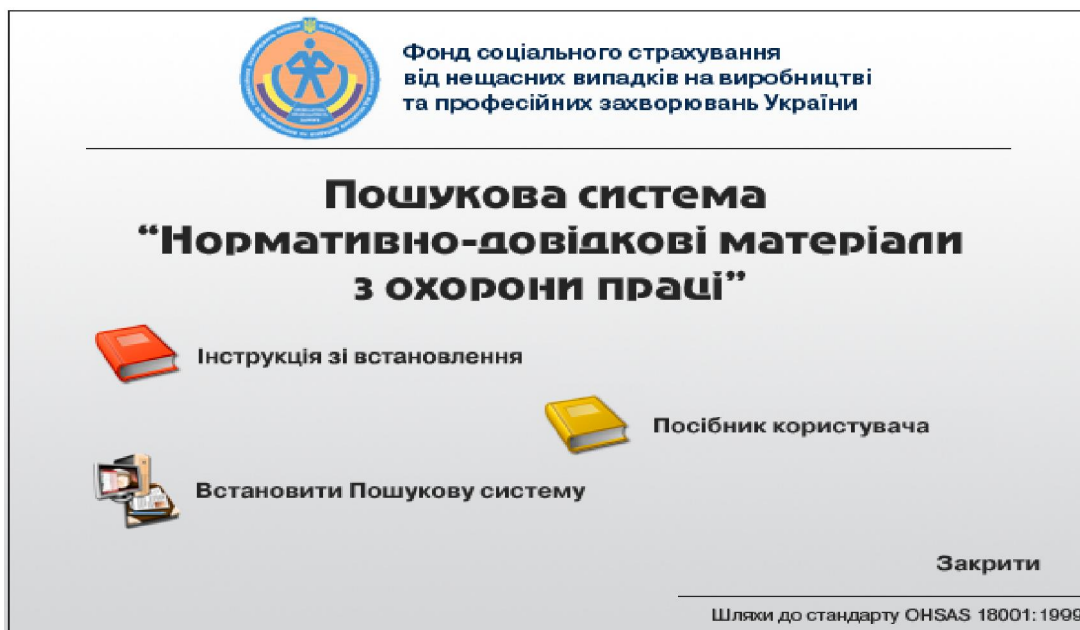 Фонд соціального страхування
від нещасних випадків на виробництві
та професійних захворювань України
Пошукова система
“Нормативно-довідкові матеріали
з охорони праці”
Інструкція зі встановлення
Посібник користувача
Встановити Пошукову систему
Закрити
Шляхи до стандарту OHSAS 18001:1999